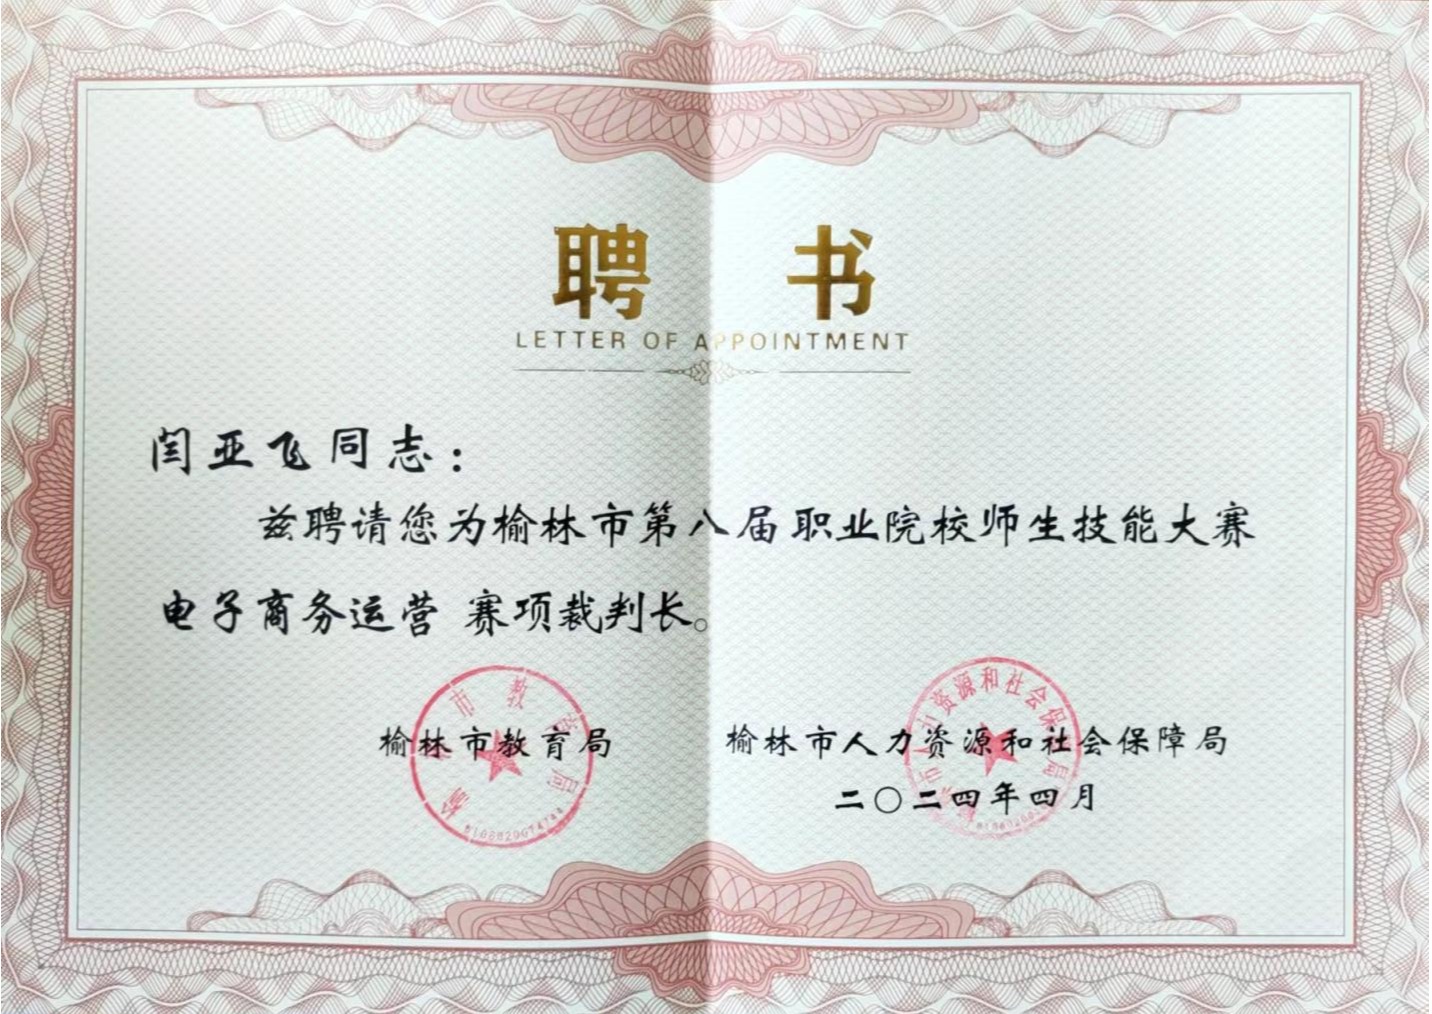 聘 书
LETTER OF APPOINTMENT
闫亚飞同志：
兹聘请您为榆林市第八届职业院校师生技能大赛
电子商务运营 赛项裁判长。
榆林市教育局
榆林市人力资源和社会保障局
二〇二四年四月